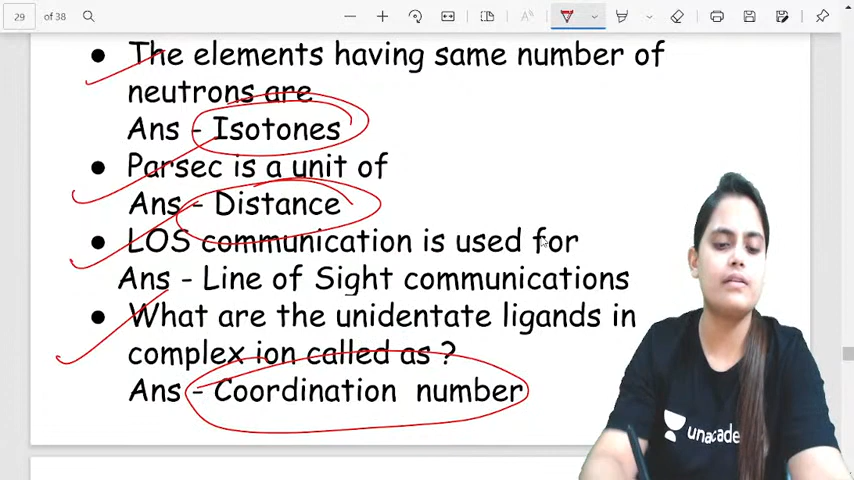 29 of 38
● The elements having same number of
neutrons are
Ans - Isotones
● Parsec is a unit of
Ans - Distance
● LOS communication is used for
Ans - Line of Sight communications
● What are the unidentate ligands in
complex ion called as ?
Ans - Coordination number
unacade